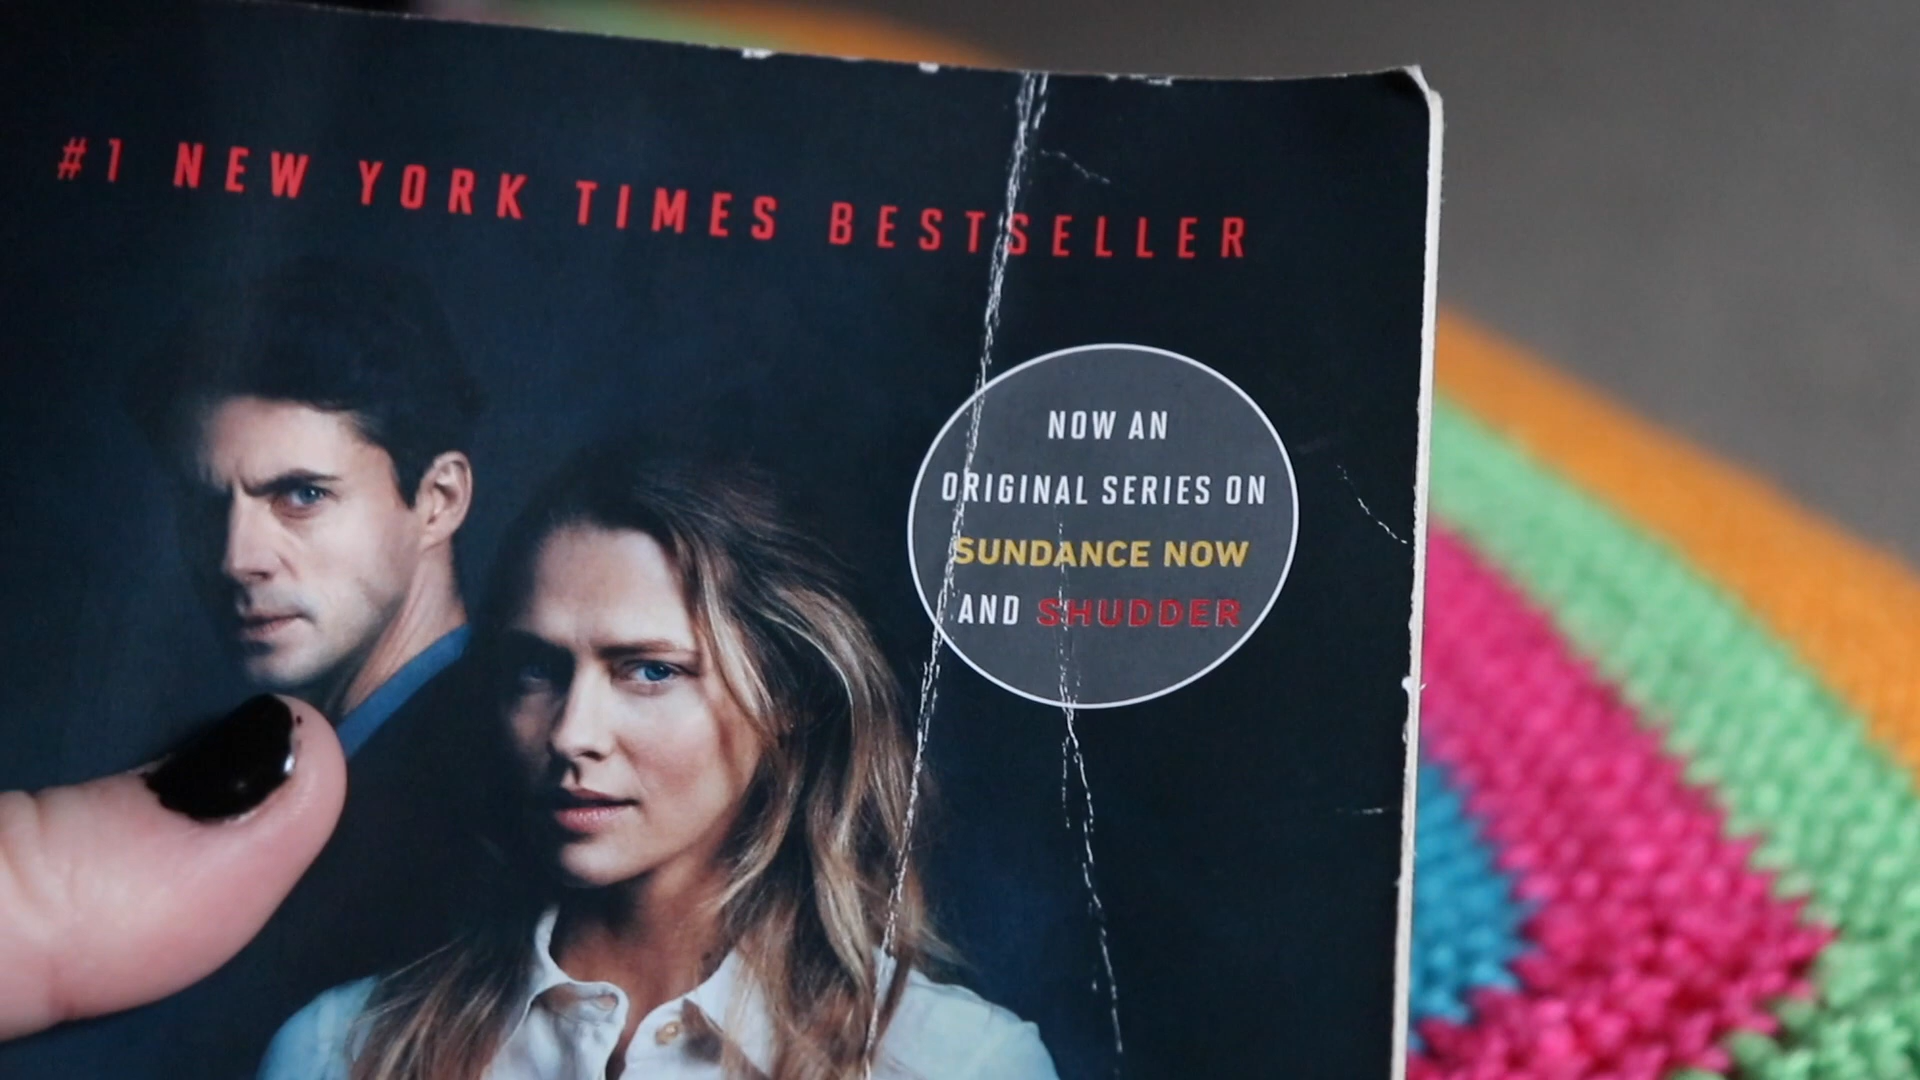 #1 NEW YORK TIMES BESTSELLER
NOW AN
ORIGINAL SERIES ON
SUNDANCE NOW
AND SHUDDER